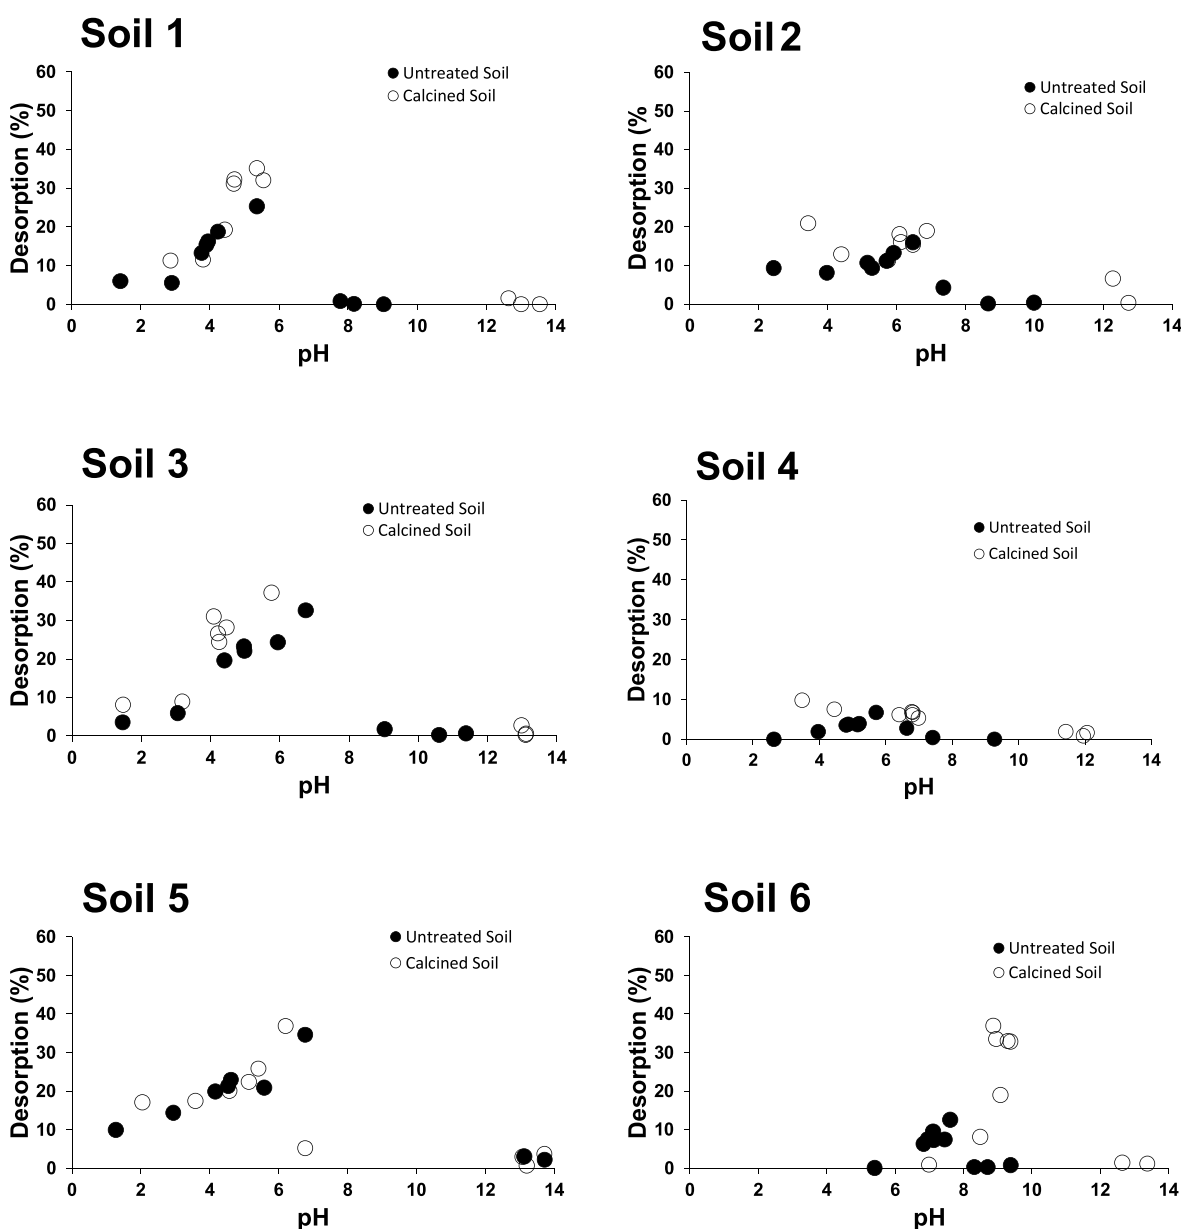 Soil 1
Untreated Soil
Calcined Soil
Desorption (%)
60
50
40
30
20
10
0
0 2 4 6 8 10 12 14
pH
Soil 2
Untreated Soil
Calcined Soil
Desorption (%
60
50
40
30
20
10
0
0 2 4 6 8 10 12 14
pH
Soil 3
Untreated Soil
Calcined Soil
Desorption (%)
60
50
40
30
20
10
0
0 2 4 6 8 10 12 14
pH
Soil 4
Untreated Soil
Calcined Soil
Desorption (%)
60
50
40
30
20
10
0
0 2 4 6 8 10 12 14
pH
Soil 5
Untreated Soil
Calcined Soil
Desorption (%)
60
50
40
30
20
10
0
0 2 4 6 8 10 12 14
pH
Soil 6
Untreated Soil
Calcined Soil
Desorption (%)
60
50
40
30
20
10
0
0 2 4 6 8 10 12 14
pH